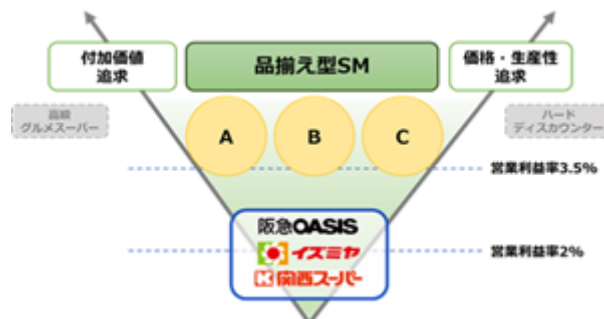 付加価値
追求
品揃え型SM
価格・生産性
追求
高級
グルメスーパー
ハード
ディスカウンター
A
B
C
営業利益率3.5%
阪急OASIS
イズミヤ
関西スーパー
営業利益率2%